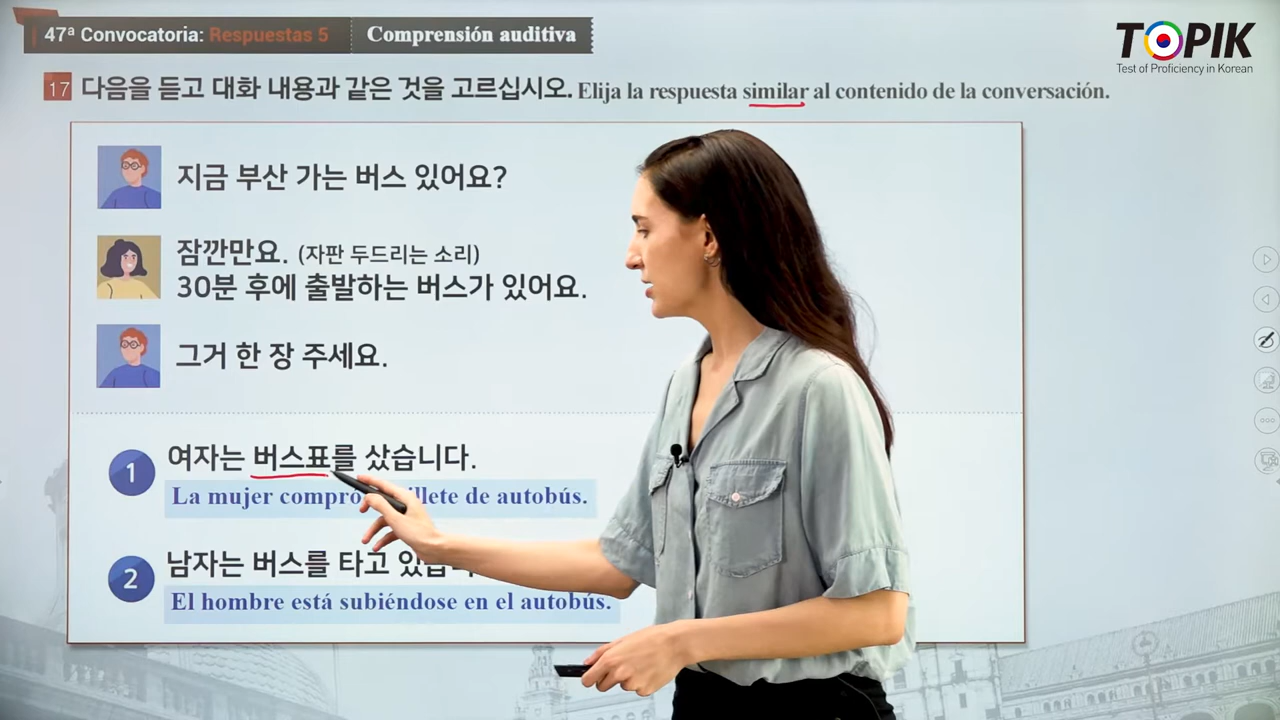 47ª Convocatoria: Respuestas 5 Comprensión auditiva
TOPIK
Test of Proficiency in Korean
17 다음을 듣고 대화 내용과 같은 것을 고르십시오. Elija la respuesta similar al contenido de la conversación.
지금 부산 가는 버스 있어요?
잠깐만요. (자판 두드리는 소리)
30분 후에 출발하는 버스가 있어요.
그거 한 장 주세요.
1 여자는 버스표를 샀습니다.
La mujer compró de autobús.
2 남자는 버스를 타고
El hombre está subiéndose en el autobús.